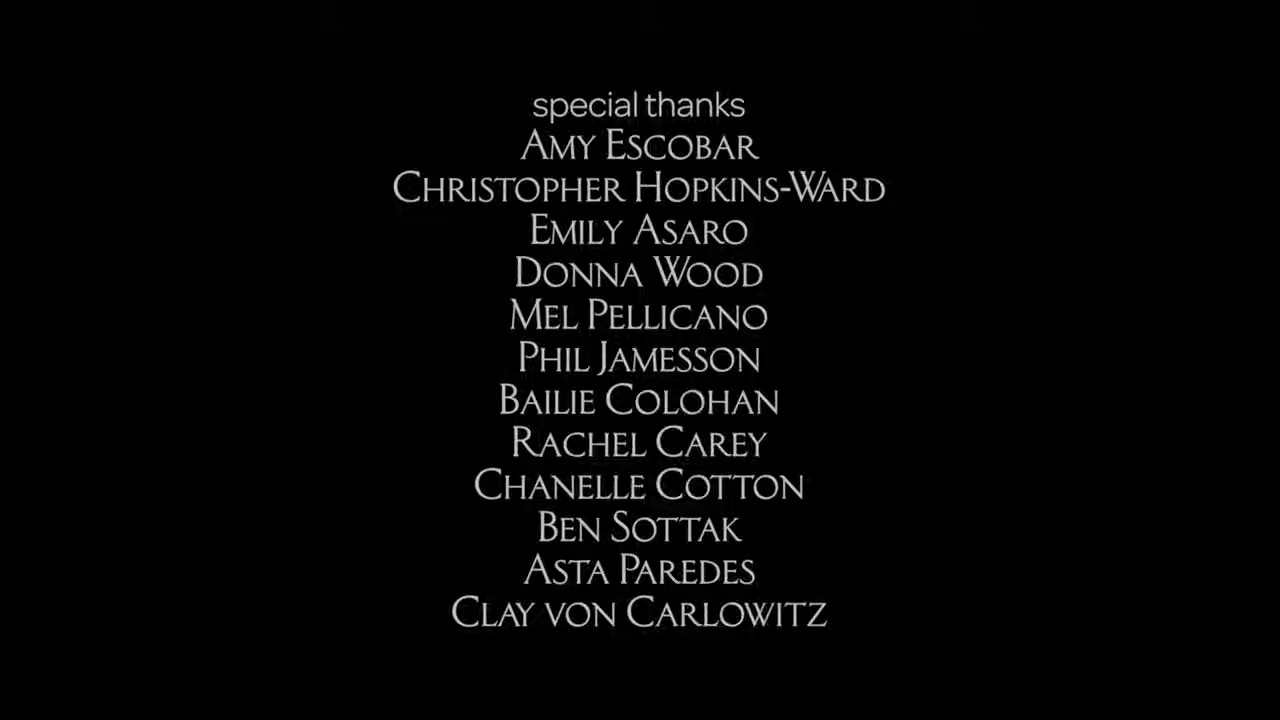 special thanks
Amy Escobar
Christopher Hopkins-Ward
Emily Asaro
Donna Wood
Mel Pellicano
Phil Jamesson
Bailie Colohan
Rachel Carey
Chanelle Cotton
Ben Sottak
Asta Paredes
Clay von Carlowitz